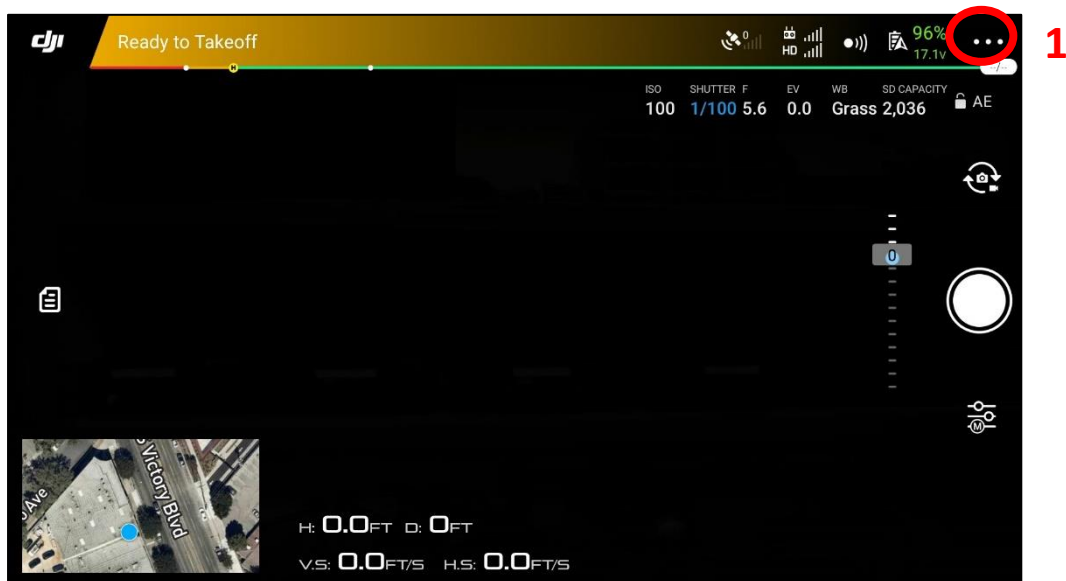 dji
Ready to Takeoff
0
HD
96%
17.1V
1
H
--/--
ISO SHUTTER F EV WB SD CAPACITY
100 1/100 5.6 0.0 Grass 2,036
AE
0
M
S Victory Blvd
Ave
H: 0.0FT D: 0FT
V.S: 0.0FT/S H.S: 0.0FT/S